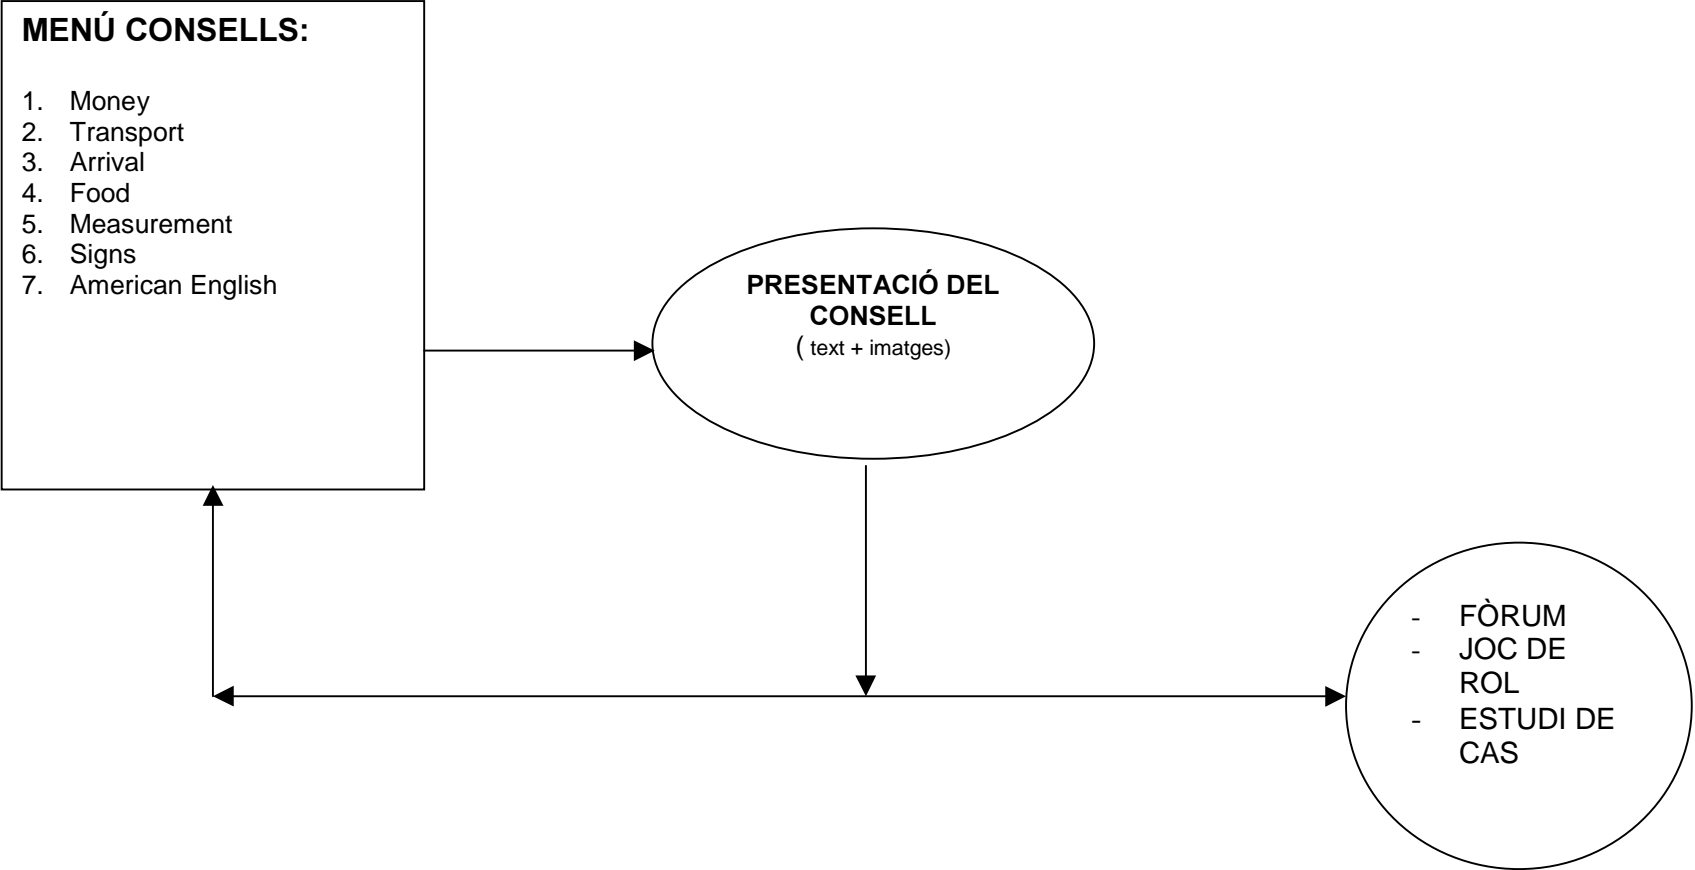 MENÚ CONSELLS:
1. Money
2. Transport
3. Arrival
4. Food
5. Measurement
6. Signs
7. American English
PRESENTACIÓ DEL
CONSELL
( text + imatges)
- FÒRUM
- JOC DE
ROL
- ESTUDI DE
CAS